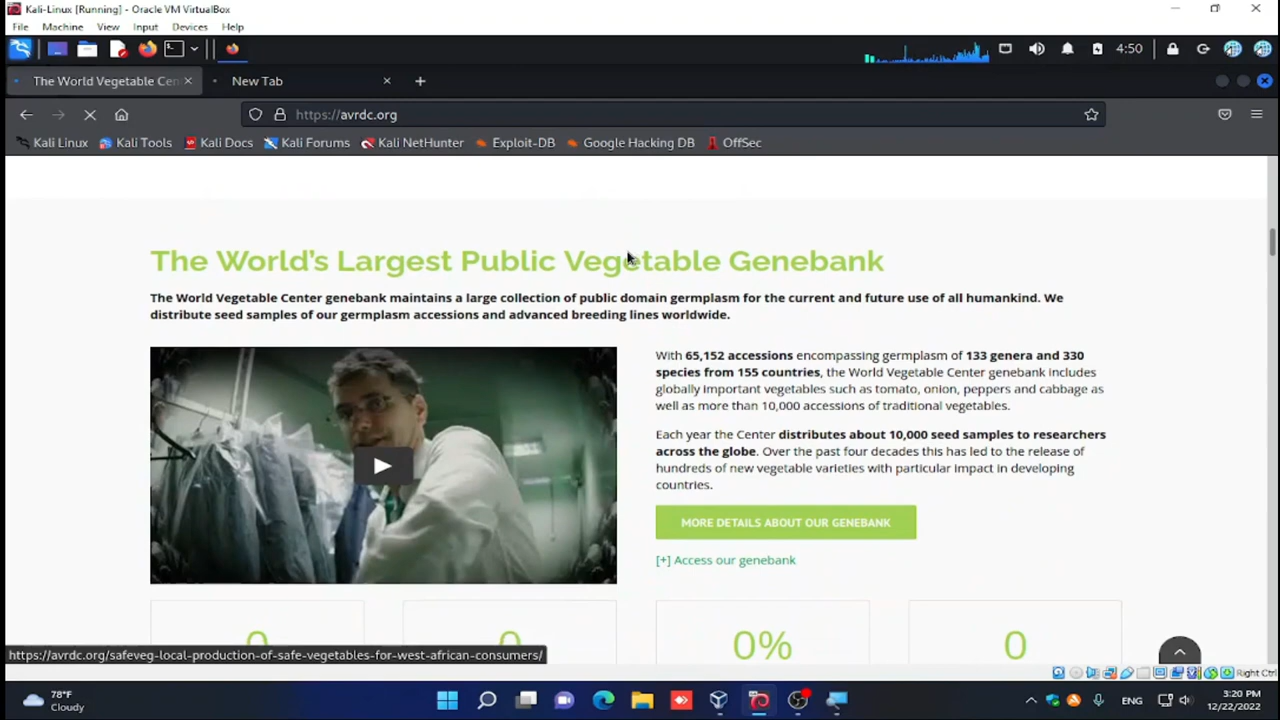 Kali-Linux [Running] - Oracle VM VirtualBox
File Machine View Input Devices Help
4:50
The World Vegetable Cen
New Tab
https://avrdc.org
Kali Linux Kali Tools Kali Docs Kali Forums Kali NetHunter Exploit-DB Google Hacking DB OffSec
The World's Largest Public Vegetable Genebank
The World Vegetable Center genebank maintains a large collection of public domain germplasm for the current and future use of all humankind. We
distribute seed samples of our germplasm accessions and advanced breeding lines worldwide.
With 65,152 accessions encompassing germplasm of 133 genera and 330
species from 155 countries, the World Vegetable Center genebank includes
globally important vegetables such as tomato, onion, peppers and cabbage as
well as more than 10,000 accessions of traditional vegetables.
Each year the Center distributes about 10,000 seed samples to researchers
across the globe. Over the past four decades this has led to the release of
hundreds of new vegetable varieties with particular impact in developing
countries.
MORE DETAILS ABOUT OUR GENEBANK
[+] Access our genebank
0 0 0% 0
https://avrdc.org/safeveg-local-production-of-safe-vegetables-for-west-african-consumers/
Right Ctrl
78°F
Cloudy
ENG
3:20 PM
12/22/2022